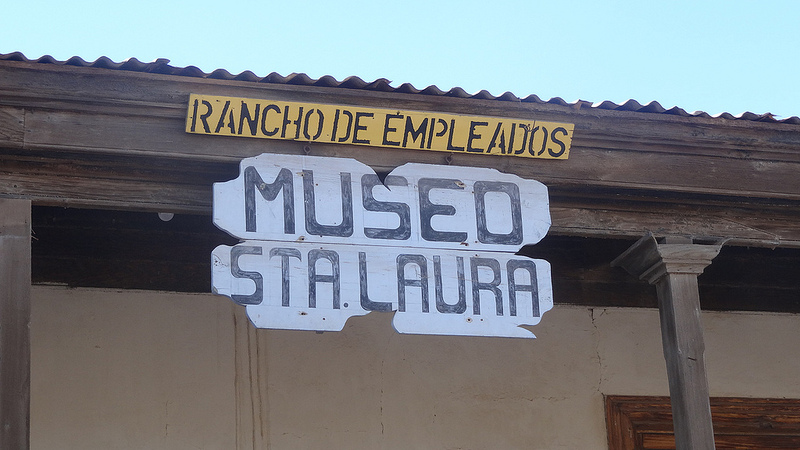 RANCHO DE EMPLEADOS
MUSEO
STA. LAURA